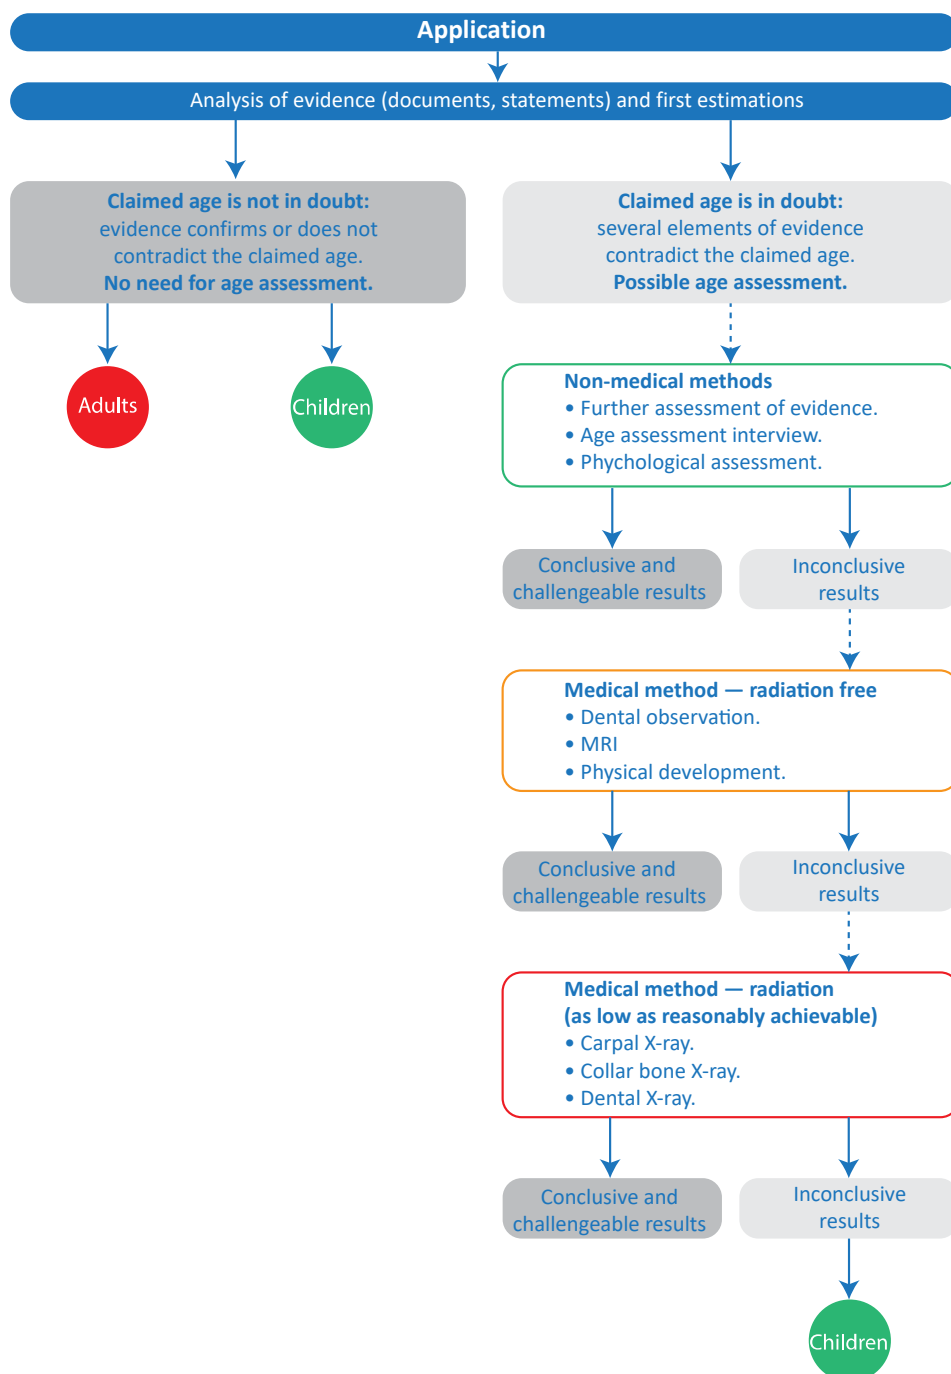 Application
Analysis of evidence (documents, statements) and first estimations
Claimed age is not in doubt:
evidence confirms or does not
contradict the claimed age.
No need for age assessment.
Claimed age is in doubt:
several elements of evidence
contradict the claimed age.
Possible age assessment.
Adults
Children
Non-medical methods
• Further assessment of evidence.
• Age assessment interview.
• Phychological assessment.
Conclusive and
challengeable results
Inconclusive
results
Medical method — radiation free
• Dental observation.
• MRI
• Physical development.
Conclusive and
challengeable results
Inconclusive
results
Medical method — radiation
(as low as reasonably achievable)
• Carpal X-ray.
• Collar bone X-ray.
• Dental X-ray.
Conclusive and
challengeable results
Inconclusive
results
Children